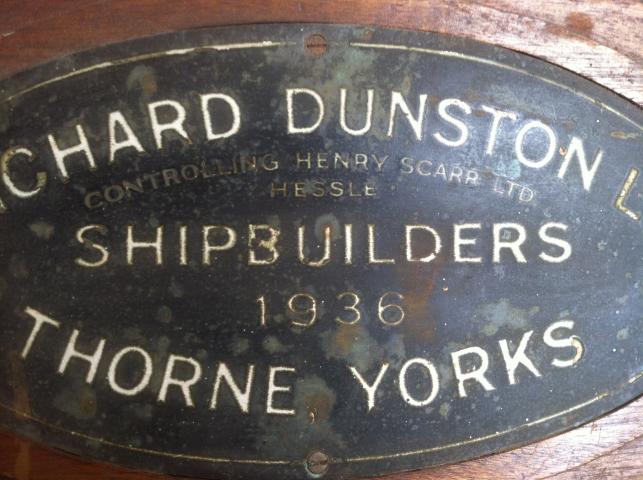 CHARD DUNSTON L
CONTROLLING HENRY SCARR LTD
HESSLE
SHIPBUILDERS
1936
THORNE YORKS